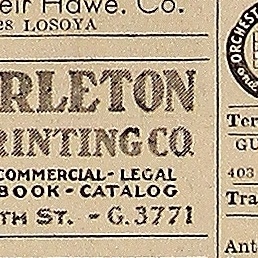 eir Hdwe. Co.
28 LOSOYA
RLETON
RINTING CO.
COMMERCIAL - LEGAL
BOOK - CATALOG
TH ST. - G. 3771
ORCHEST
Ter
GU
403
Tra
Ant